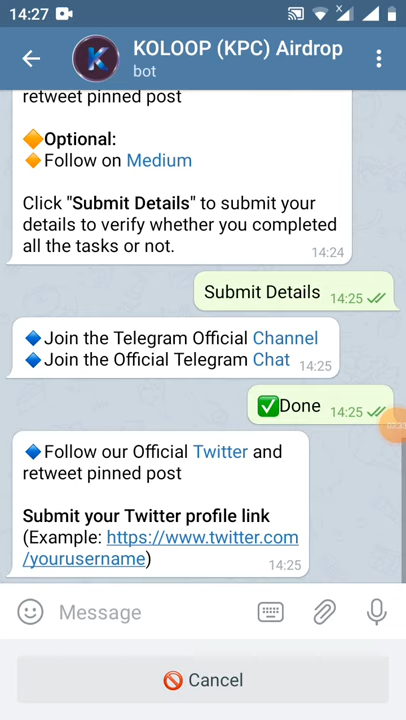 14:27
KOLOOP (KPC) Airdrop
bot
retweet pinned post
🔶Optional:
🔸Follow on Medium
Click "Submit Details" to submit your
details to verify whether you completed
all the tasks or not.
14:24
Submit Details 14:25
🔹Join the Telegram Official Channel
🔹Join the Official Telegram Chat 14:25
✅Done 14:25
🔹Follow our Official Twitter and
retweet pinned post
Submit your Twitter profile link
(Example: https://www.twitter.com
/yourusername) 14:25
Message
🚫 Cancel